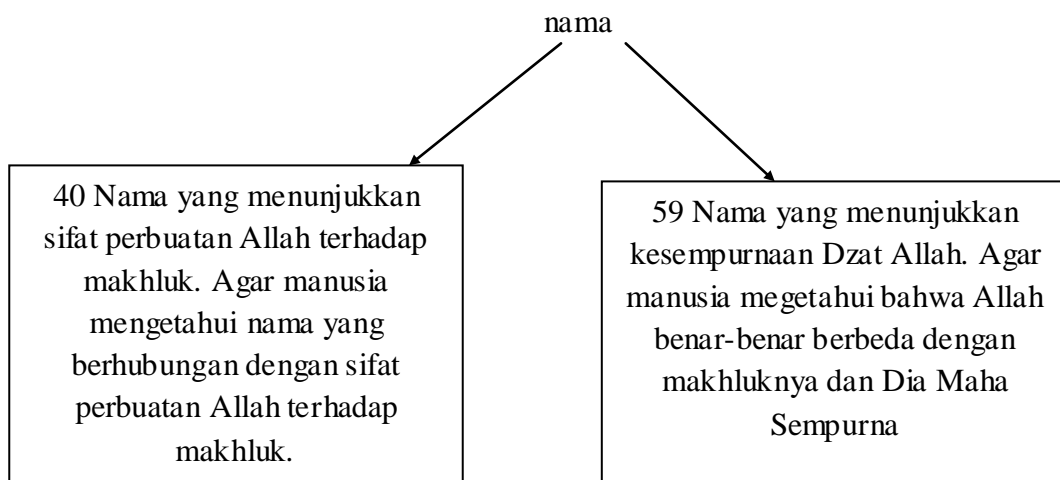 nama
40 Nama yang menunjukkan
sifat perbuatan Allah terhadap
makhluk. Agar manusia
mengetahui nama yang
berhubungan dengan sifat
perbuatan Allah terhadap
makhluk.
59 Nama yang menunjukkan
kesempurnaan Dzat Allah. Agar
manusia megetahui bahwa Allah
benar-benar berbeda dengan
makhluknya dan Dia Maha
Sempurna